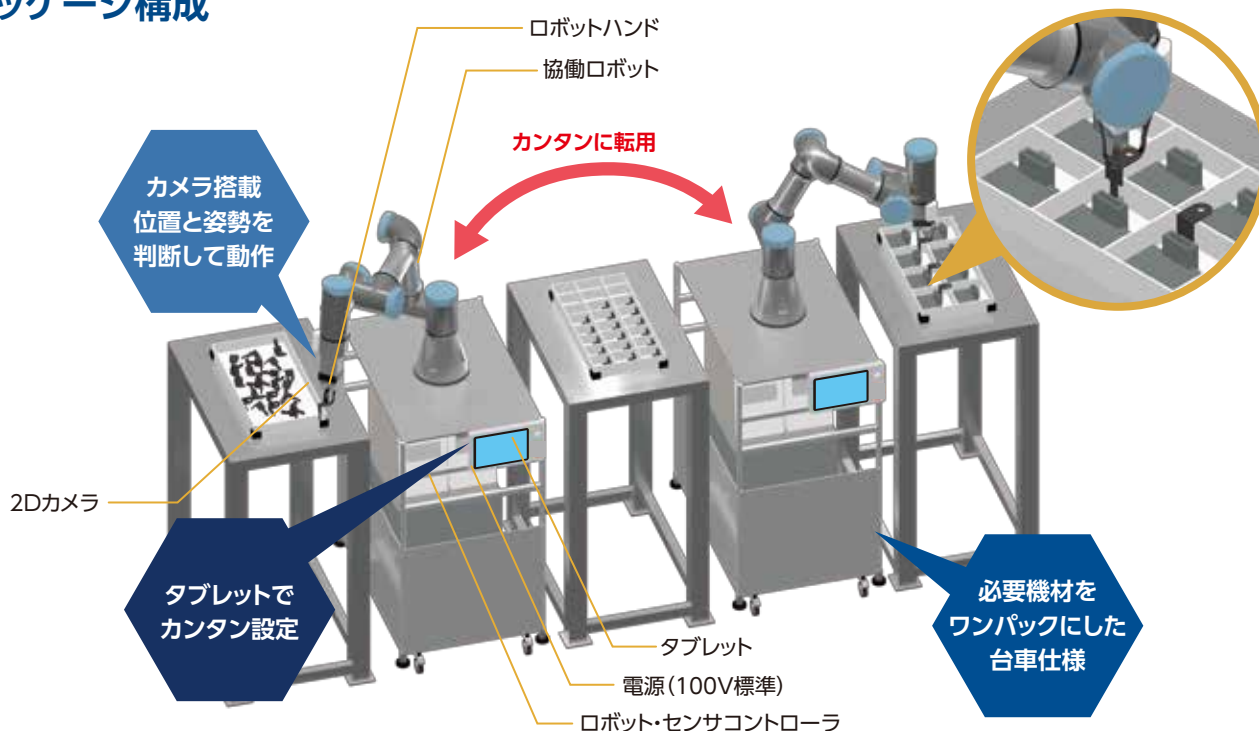 ッケージ構成
ロボットハンド
協働ロボット
カンタンに転用
カメラ搭載
位置と姿勢を
判断して動作
2Dカメラ
タブレットで
カンタン設定
必要機材を
ワンパックにした
台車仕様
タブレット
電源(100V標準)
ロボット・センサコントローラ